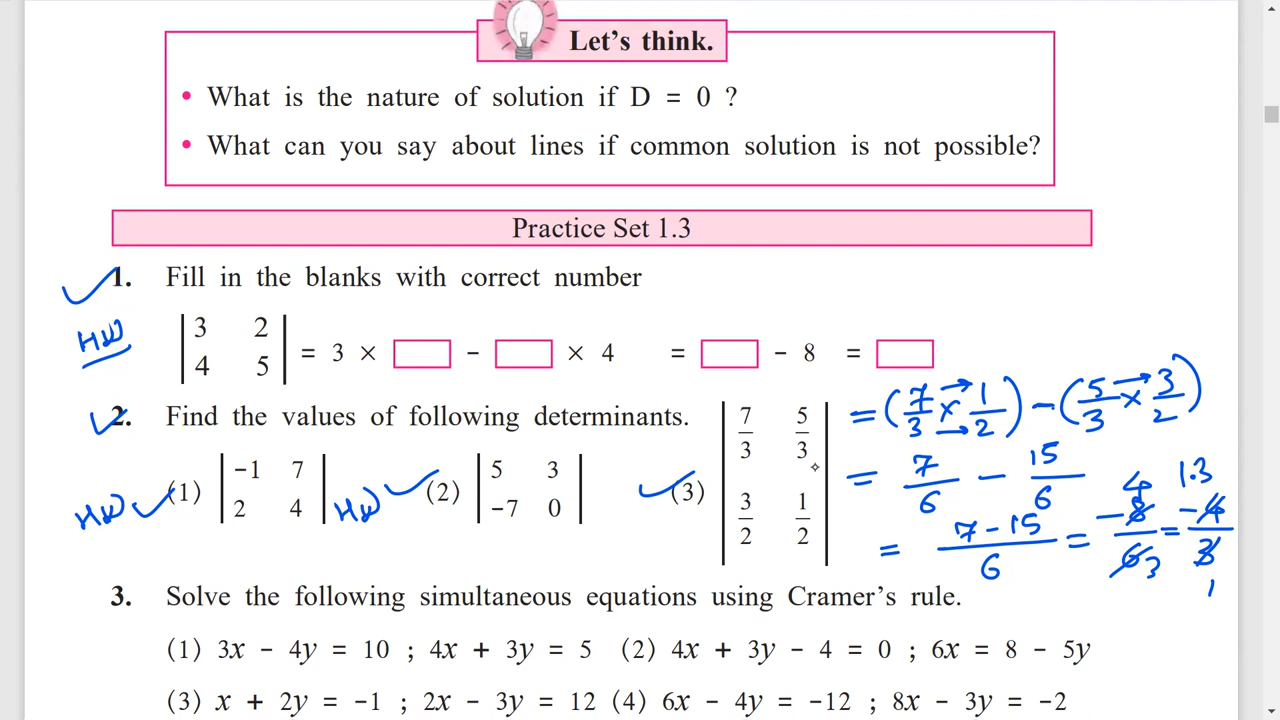 Let's think.
• What is the nature of solution if D = 0 ?
• What can you say about lines if common solution is not possible?
Practice Set 1.3
1. Fill in the blanks with correct number
HW
| 3 2 |
| 4 5 | = 3 × □ - □ × 4 = □ - 8 = □
2. Find the values of following determinants.
HW (1) | -1 7 |
| 2 4 |
HW (2) | 5 3 |
| -7 0 |
(3) | 7/3 5/3 |
| 3/2 1/2 |
= (7/3 × 1/2) - (5/3 × 3/2)
= 7/6 - 15/6
= 7-15/6 = -8/6 = -4/3
4 3
1.3
1
3. Solve the following simultaneous equations using Cramer's rule.
(1) 3x - 4y = 10 ; 4x + 3y = 5 (2) 4x + 3y - 4 = 0 ; 6x = 8 - 5y
(3) x + 2y = -1 ; 2x - 3y = 12 (4) 6x - 4y = -12 ; 8x - 3y = -2